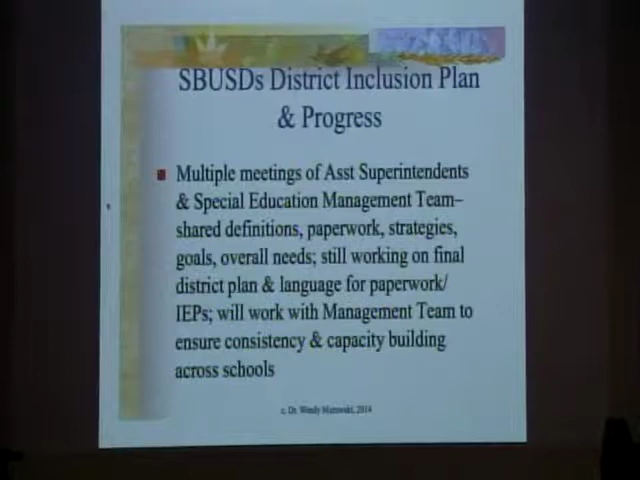 SBUSDs District Inclusion Plan
& Progress
Multiple meetings of Asst Superintendents
& Special Education Management Team–
shared definitions, paperwork, strategies,
goals, overall needs; still working on final
district plan & language for paperwork/
IEPs; will work with Management Team to
ensure consistency & capacity building
across schools
c. Dr. Wendy 2014